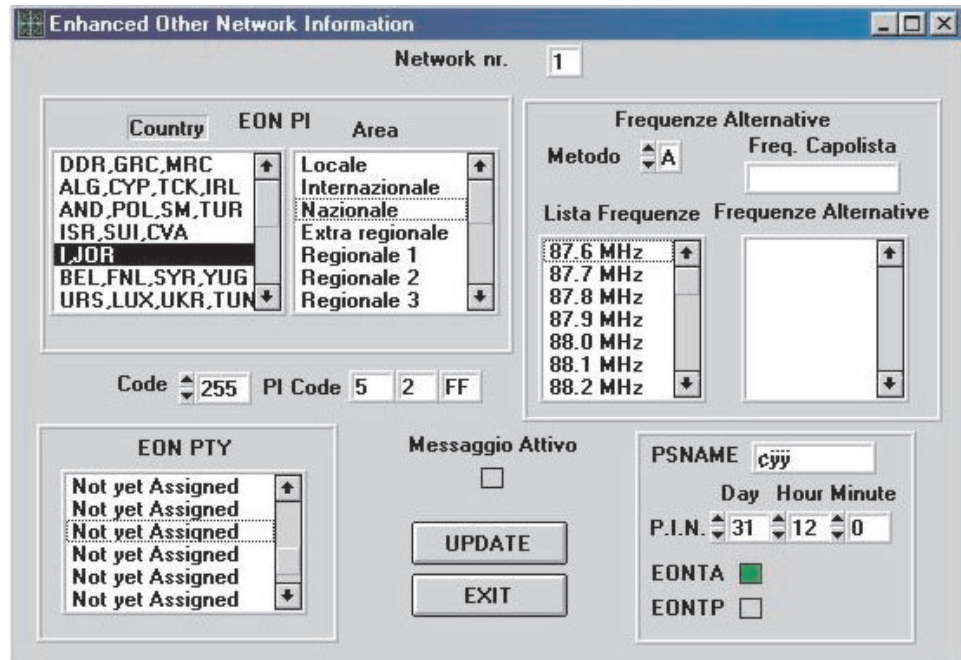 Enhanced Other Network Information
Network nr. 1
EON PI
Country
Area
DDR,GRC,MRC
ALG,CYP,TCK,IRL
AND,POL,SM,TUR
ISR,SUI,CVA
I,JOR
BEL,FNL,SYR,YUG
URS,LUX,UKR,TUN
Locale
Internazionale
Nazionale
Extra regionale
Regionale 1
Regionale 2
Regionale 3
Code 255 PI Code 5 2 FF
Frequenze Alternative
Metodo A
Freq. Capolista
Lista Frequenze
Frequenze Alternative
87.6 MHz
87.7 MHz
87.8 MHz
87.9 MHz
88.0 MHz
88.1 MHz
88.2 MHz
EON PTY
Not yet Assigned
Not yet Assigned
Not yet Assigned
Not yet Assigned
Not yet Assigned
Not yet Assigned
Messaggio Attivo
UPDATE
EXIT
PSNAME cÿÿ
Day Hour Minute
P.I.N. 31 12 0
EONTA
EONTP